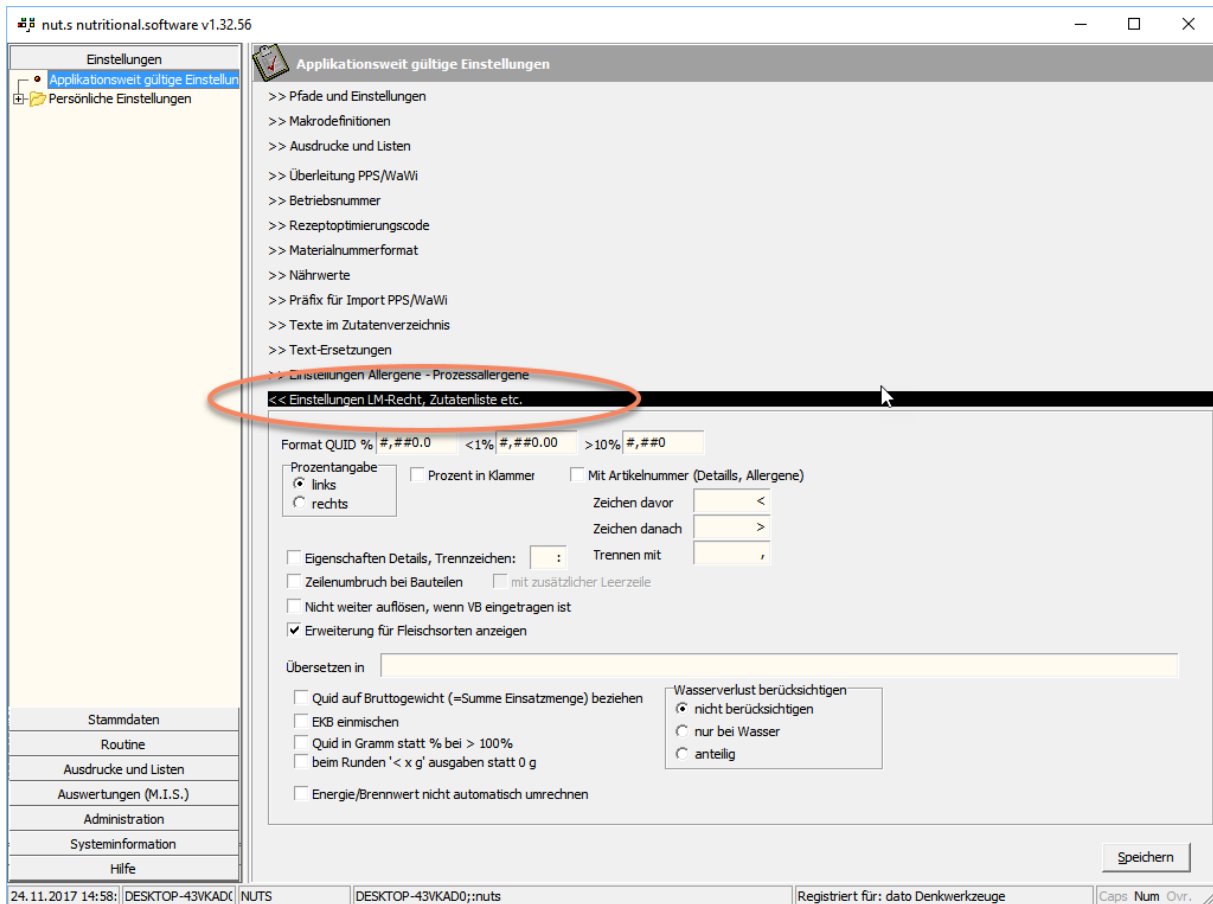 nut.s nutritional.software v1.32.56
Einstellungen
Applikationsweit gültige Einstellun
Persönliche Einstellungen
Stammdaten
Routine
Ausdrucke und Listen
Auswertungen (M.I.S.)
Administration
Systeminformation
Hilfe
Applikationsweit gültige Einstellungen
>> Pfade und Einstellungen
>> Makrodefinitionen
>> Ausdrucke und Listen
>> Überleitung PPS/WaWi
>> Betriebsnummer
>> Rezeptoptimierungscode
>> Materialnummerformat
>> Nährwerte
>> Präfix für Import PPS/WaWi
>> Texte im Zutatenverzeichnis
>> Text-Ersetzungen
>> Einstellungen Allergene - Prozessallergene
<< Einstellungen LM-Recht, Zutatenliste etc.
Format QUID % #,##0.0 <1% #,##0.00 >10% #,##0
Prozentangabe
links
rechts
Prozent in Klammer
Mit Artikelnummer (Detaills, Allergene)
Zeichen davor <
Zeichen danach >
Trennen mit ,
Eigenschaften Details, Trennzeichen: :
Zeilenumbruch bei Bauteilen mit zusätzlicher Leerzeile
Nicht weiter auflösen, wenn VB eingetragen ist
Erweiterung für Fleischsorten anzeigen
Übersetzen in
Quid auf Bruttogewicht (=Summe Einsatzmenge) beziehen
EKB einmischen
Quid in Gramm statt % bei > 100%
beim Runden '< x g' ausgaben statt 0 g
Energie/Brennwert nicht automatisch umrechnen
Wasserverlust berücksichtigen
nicht berücksichtigen
nur bei Wasser
anteilig
Speichern
24.11.2017 14:58: DESKTOP-43VKAD( NUTS DESKTOP-43VKAD0;:nuts Registriert für: dato Denkwerkzeuge Caps Num Ovr.